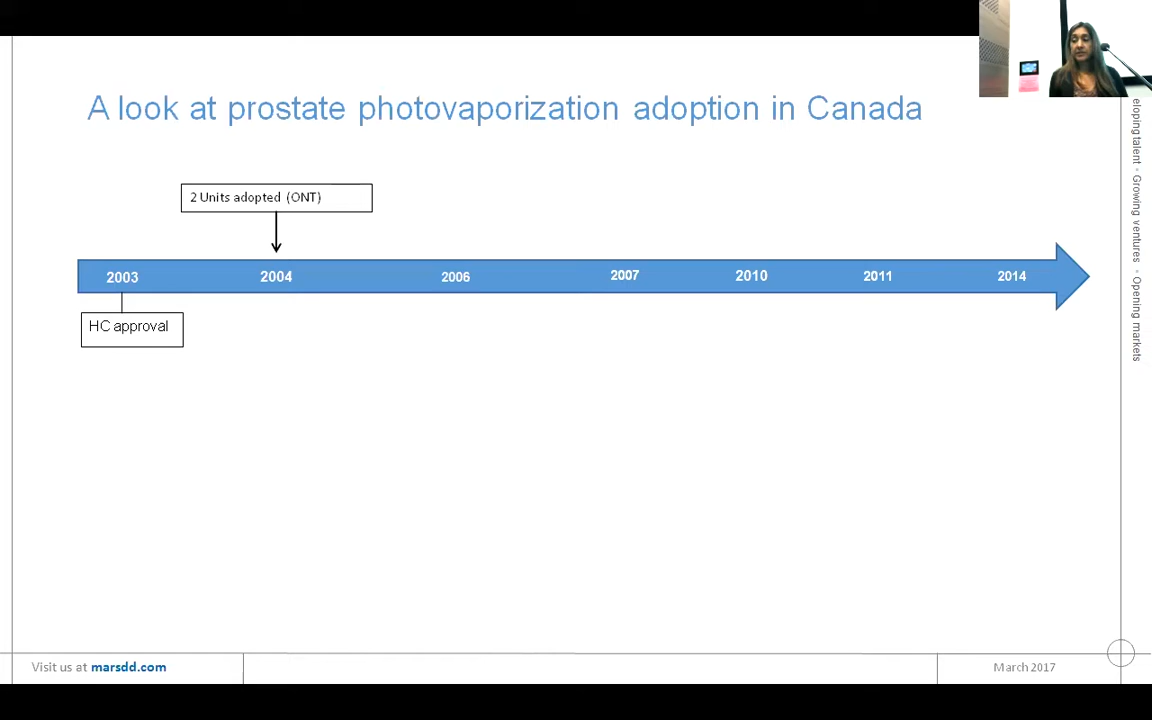 A look at prostate photovaporization adoption in Canada
2 Units adopted (ONT)
2003 2004 2006 2007 2010 2011 2014
HC approval
eloping talent • Growing ventures • Opening markets
Visit us at marsdd.com
March 2017